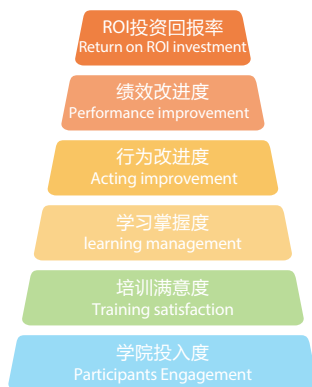 ROI投资回报率
Return on ROI investment
绩效改进度
Performance improvement
行为改进度
Acting improvement
学习掌握度
learning management
培训满意度
Training satisfaction
学院投入度
Participants Engagement